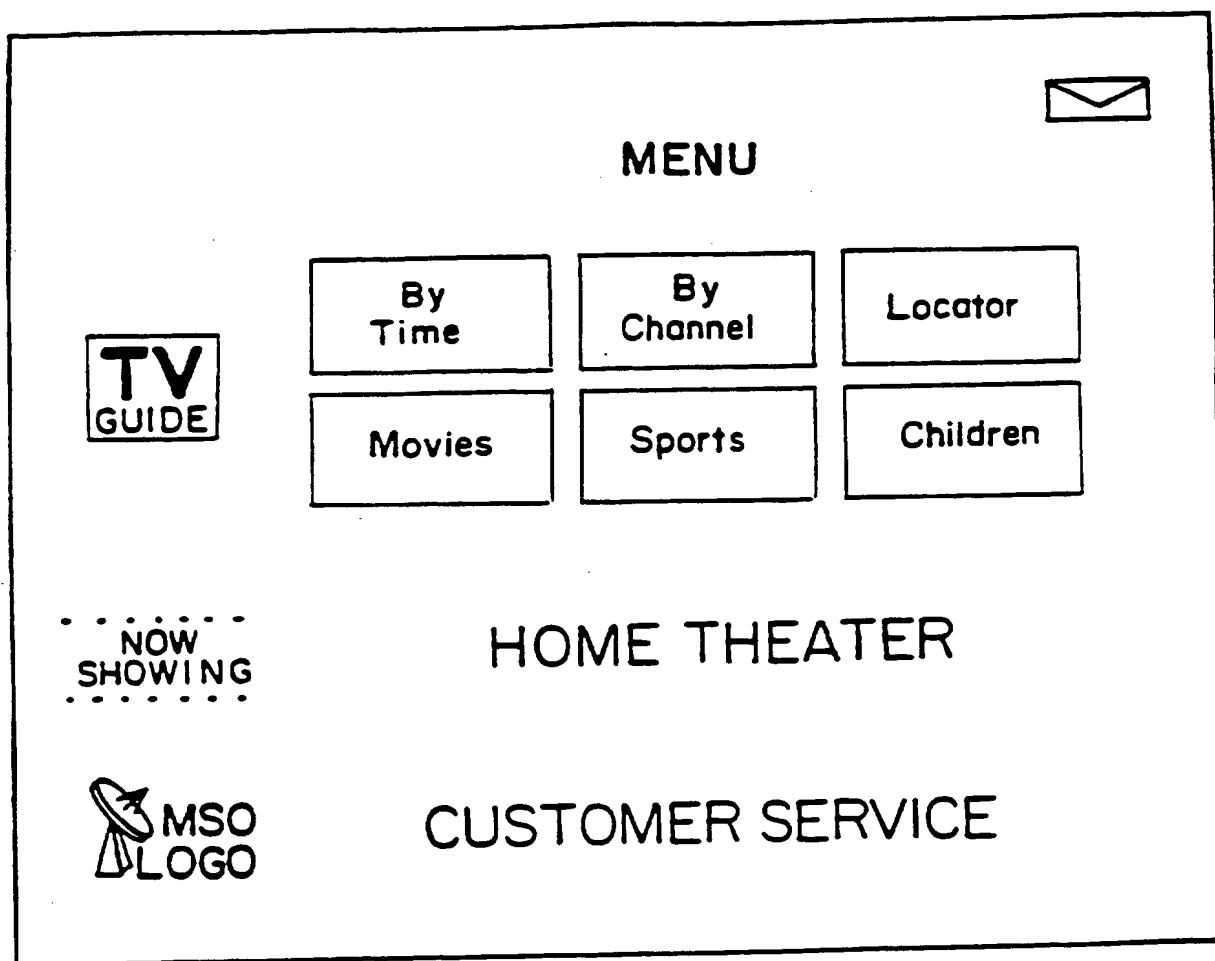 MENU
By
Time
By
Channel
Locator
TV
GUIDE
Movies
Sports
Children
NOW
SHOWING
HOME THEATER
MSO
LOGO
CUSTOMER SERVICE